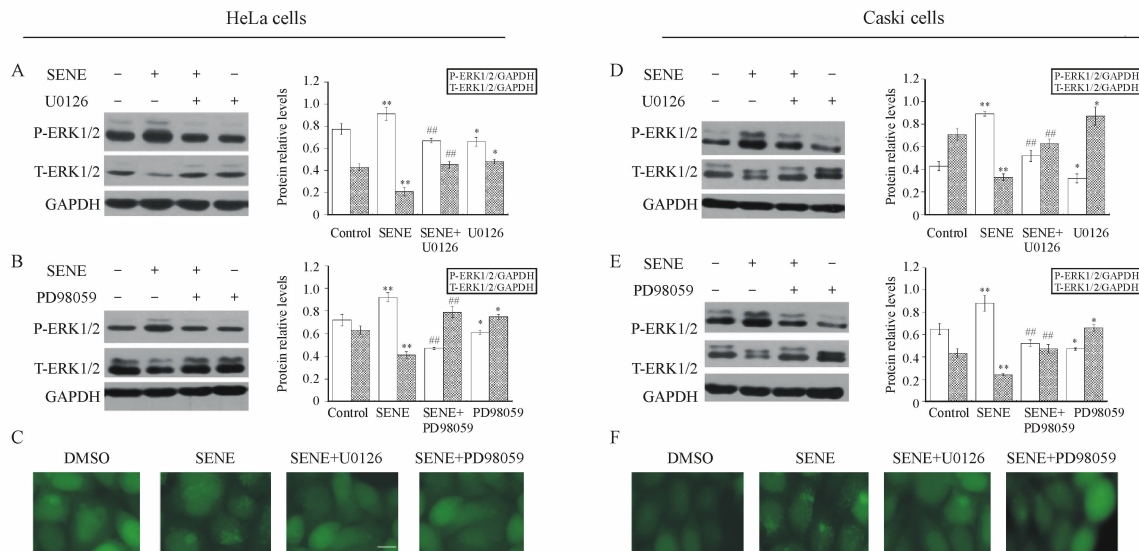 HeLa cells
Caski cells
A
SENE – + + –
U0126 – – + +
P-ERK1/2
T-ERK1/2
GAPDH
Protein relative levels
1.2
1.0
0.8
0.6
0.4
0.2
0
P-ERK1/2/GAPDH
T-ERK1/2/GAPDH
** ** ## ## * *
Control SENE SENE+ U0126
U0126
B
SENE – + + –
PD98059 – – + +
P-ERK1/2
T-ERK1/2
GAPDH
Protein relative levels
1.2
1.0
0.8
0.6
0.4
0.2
0
P-ERK1/2/GAPDH
T-ERK1/2/GAPDH
** ** ## ## * *
Control SENE SENE+ PD98059
PD98059
C
DMSO SENE SENE+U0126 SENE+PD98059
D
SENE – + + –
U0126 – – + +
P-ERK1/2
T-ERK1/2
GAPDH
Protein relative levels
1.2
1.0
0.8
0.6
0.4
0.2
0
P-ERK1/2/GAPDH
T-ERK1/2/GAPDH
** ** ## ## * *
Control SENE SENE+ U0126
U0126
E
SENE – + + –
PD98059 – – + +
P-ERK1/2
T-ERK1/2
GAPDH
Protein relative levels
1.2
1.0
0.8
0.6
0.4
0.2
0
P-ERK1/2/GAPDH
T-ERK1/2/GAPDH
** ** ## ## * *
Control SENE SENE+ PD98059
PD98059
F
DMSO SENE SENE+U0126 SENE+PD98059